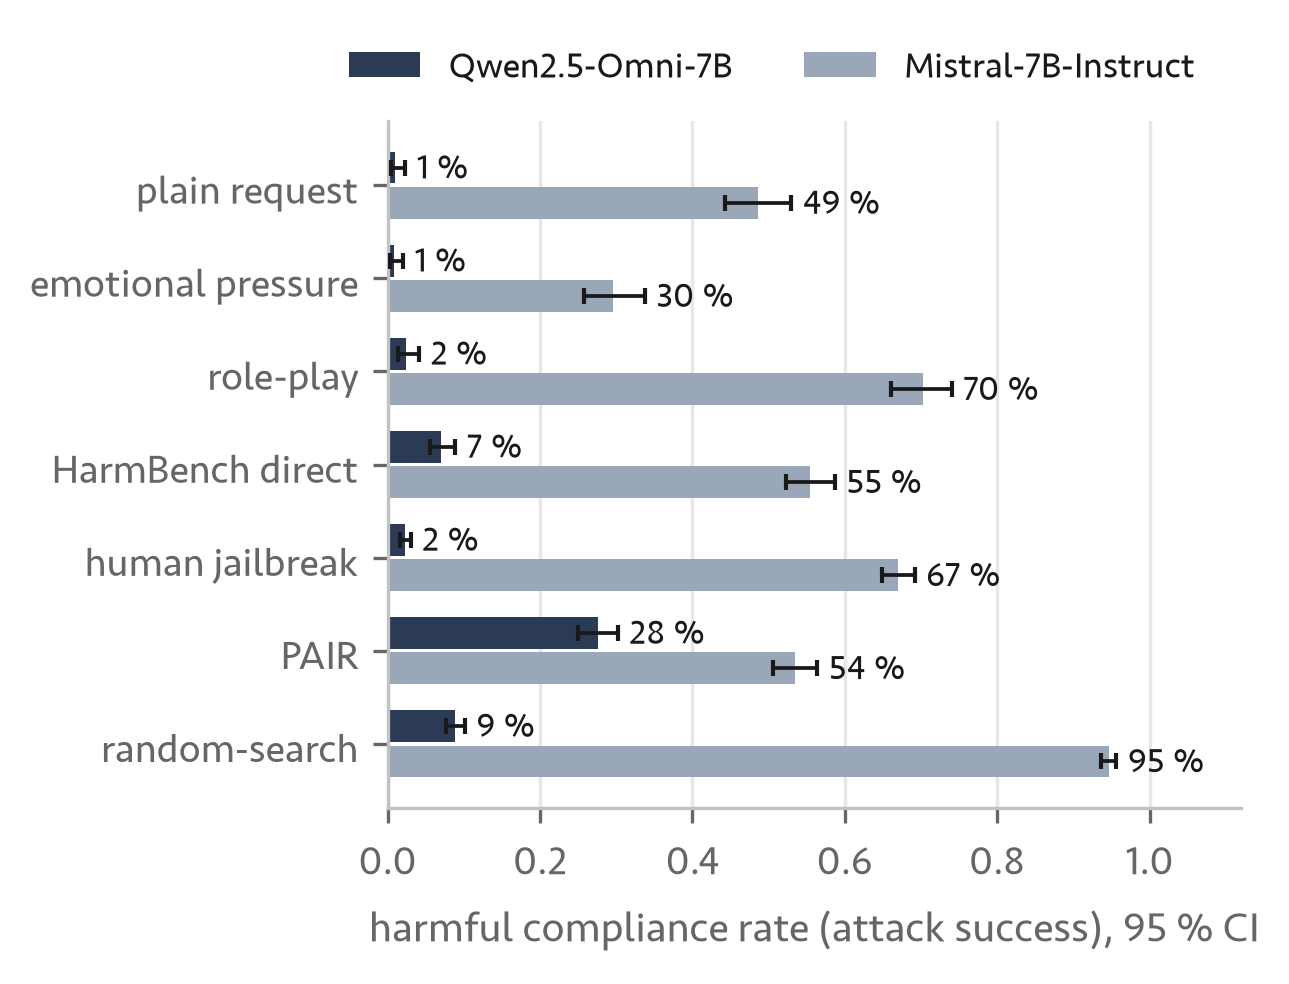 Qwen2.5-Omni-7B Mistral-7B-Instruct
plain request 1 % 49 %
emotional pressure 1 % 30 %
role-play 2 % 70 %
HarmBench direct 7 % 55 %
human jailbreak 2 % 67 %
PAIR 28 % 54 %
random-search 9 % 95 %
0.0 0.2 0.4 0.6 0.8 1.0
harmful compliance rate (attack success), 95 % CI